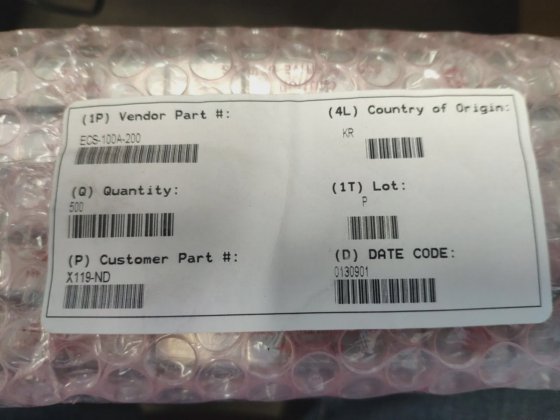 (1P) Vendor Part #:
ECS-100A-200
(4L) Country of Origin:
KR
(Q) Quantity:
500
(1T) Lot:
P
(P) Customer Part #:
X119-ND
(D) DATE CODE:
0130901